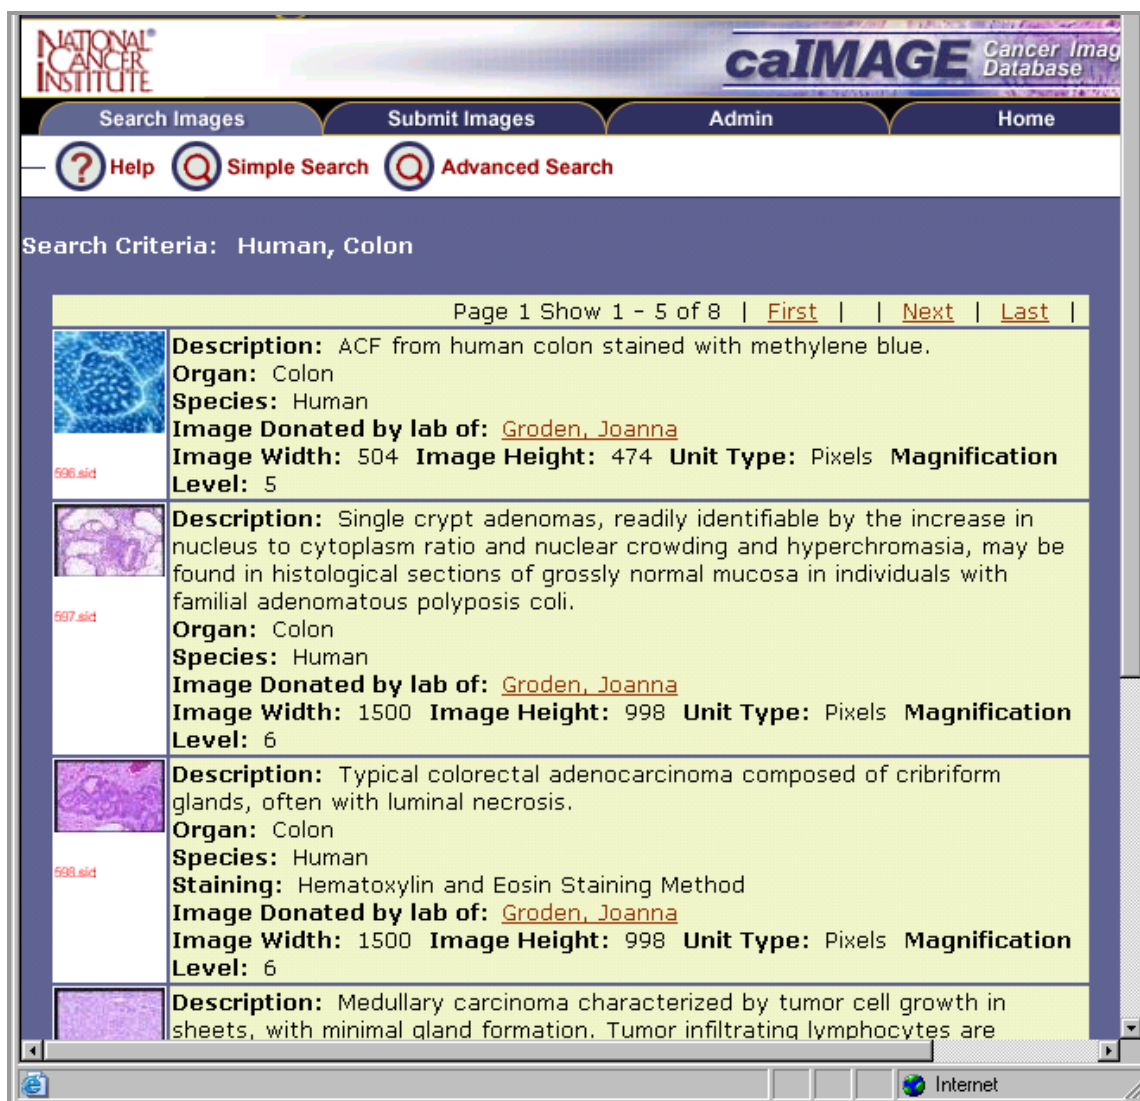 NATIONAL®
CANCER
INSTITUTE
caIMAGE Cancer Imag
Database
Search Images Submit Images Admin Home
Help Simple Search Advanced Search
Search Criteria: Human, Colon
Page 1 Show 1 - 5 of 8 | First | | Next | Last |
Description: ACF from human colon stained with methylene blue.
Organ: Colon
Species: Human
Image Donated by lab of: Groden, Joanna
Image Width: 504 Image Height: 474 Unit Type: Pixels Magnification
Level: 5
596.sid
Description: Single crypt adenomas, readily identifiable by the increase in
nucleus to cytoplasm ratio and nuclear crowding and hyperchromasia, may be
found in histological sections of grossly normal mucosa in individuals with
familial adenomatous polyposis coli.
Organ: Colon
Species: Human
Image Donated by lab of: Groden, Joanna
Image Width: 1500 Image Height: 998 Unit Type: Pixels Magnification
Level: 6
597.sid
Description: Typical colorectal adenocarcinoma composed of cribriform
glands, often with luminal necrosis.
Organ: Colon
Species: Human
Staining: Hematoxylin and Eosin Staining Method
Image Donated by lab of: Groden, Joanna
Image Width: 1500 Image Height: 998 Unit Type: Pixels Magnification
Level: 6
598.sid
Description: Medullary carcinoma characterized by tumor cell growth in
sheets, with minimal gland formation. Tumor infiltrating lymphocytes are
Internet